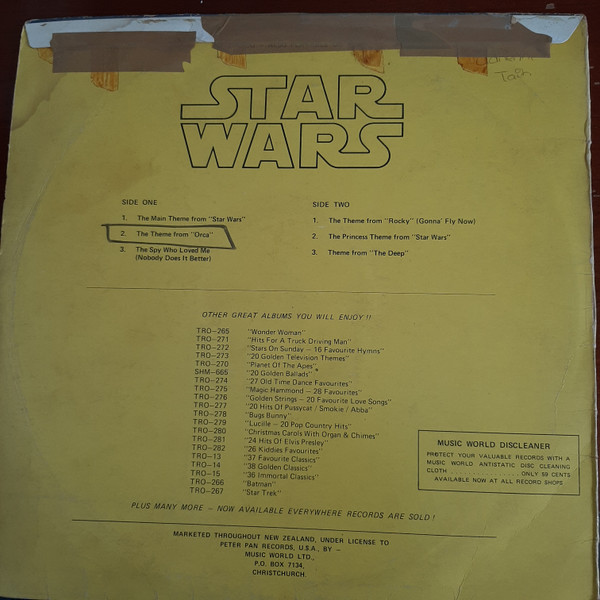 Tash
STAR
WARS
SIDE ONE
1. The Main Theme from "Star Wars"
2. The Theme from "Orca"
3. The Spy Who Loved Me
(Nobody Does It Better)
SIDE TWO
1. The Theme from "Rocky" (Gonna' Fly Now)
2. The Princess Theme from "Star Wars"
3. Theme from "The Deep"
OTHER GREAT ALBUMS YOU WILL ENJOY!!
TRO-265 "Wonder Woman"
TRO-271 "Hits For A Truck Driving Man"
TRO-272 "Stars On Sunday — 16 Favourite Hymns"
TRO-273 "20 Golden Television Themes"
TRO-270 "Planet Of The Apes"
SHM-665 "20 Golden Ballads"
TRO-274 "27 Old Time Dance Favourites"
TRO-275 "Magic Hammond — 28 Favourites"
TRO-276 "Golden Strings — 20 Favourite Love Songs"
TRO-277 "20 Hits Of Pussycat / Smokie / Abba"
TRO-278 "Bugs Bunny"
TRO-279 "Lucille — 20 Pop Country Hits"
TRO-280 "Christmas Carols With Organ & Chimes"
TRO-281 "24 Hits Of Elvis Presley"
TRO-282 "26 Kiddies Favourites"
TRO-13 "37 Favourite Classics"
TRO-14 "38 Golden Classics"
TRO-15 "36 Immortal Classics"
TRO-266 "Batman"
TRO-267 "Star Trek"
PLUS MANY MORE — NOW AVAILABLE EVERYWHERE RECORDS ARE SOLD!
MUSIC WORLD DISCLEANER
PROTECT YOUR VALUABLE RECORDS WITH A
MUSIC WORLD ANTISTATIC DISC CLEANING
CLOTH . . . . . . . . . . . . . . . . ONLY 69 CENTS
AVAILABLE NOW AT ALL RECORD SHOPS
MARKETED THROUGHOUT NEW ZEALAND, UNDER LICENSE TO
PETER PAN RECORDS, U.S.A., BY —
MUSIC WORLD LTD.,
P.O. BOX 7134,
CHRISTCHURCH